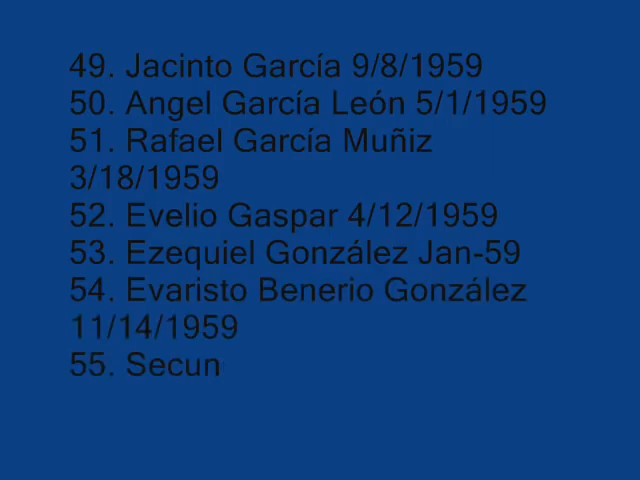 49. Jacinto García 9/8/1959
50. Angel García León 5/1/1959
51. Rafael García Muñiz
3/18/1959
52. Evelio Gaspar 4/12/1959
53. Ezequiel González Jan-59
54. Evaristo Benerio González
11/14/1959
55. Secun